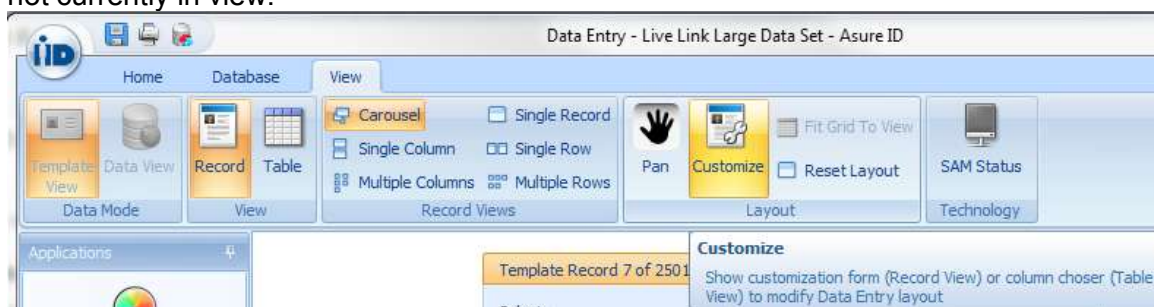 not currently in view.
iiD
Data Entry - Live Link Large Data Set - Asure ID
Home Database View
Template View
Data View
Record
Table
Carousel
Single Column
Multiple Columns
Single Record
Single Row
Multiple Rows
Pan
Customize
Fit Grid To View
Reset Layout
SAM Status
Data Mode View Record Views Layout Technology
Applications
Template Record 7 of 2501
Customize
Show customization form (Record View) or column choser (Table
View) to modify Data Entry layout